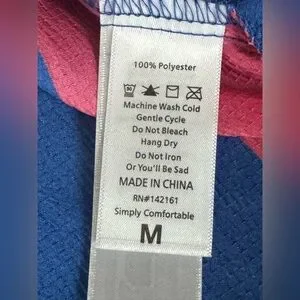 100% Polyester
Machine Wash Cold
Gentle Cycle
Do Not Bleach
Hang Dry
Do Not Iron
Or You'll Be Sad
MADE IN CHINA
RN#142161
Simply Comfortable
M